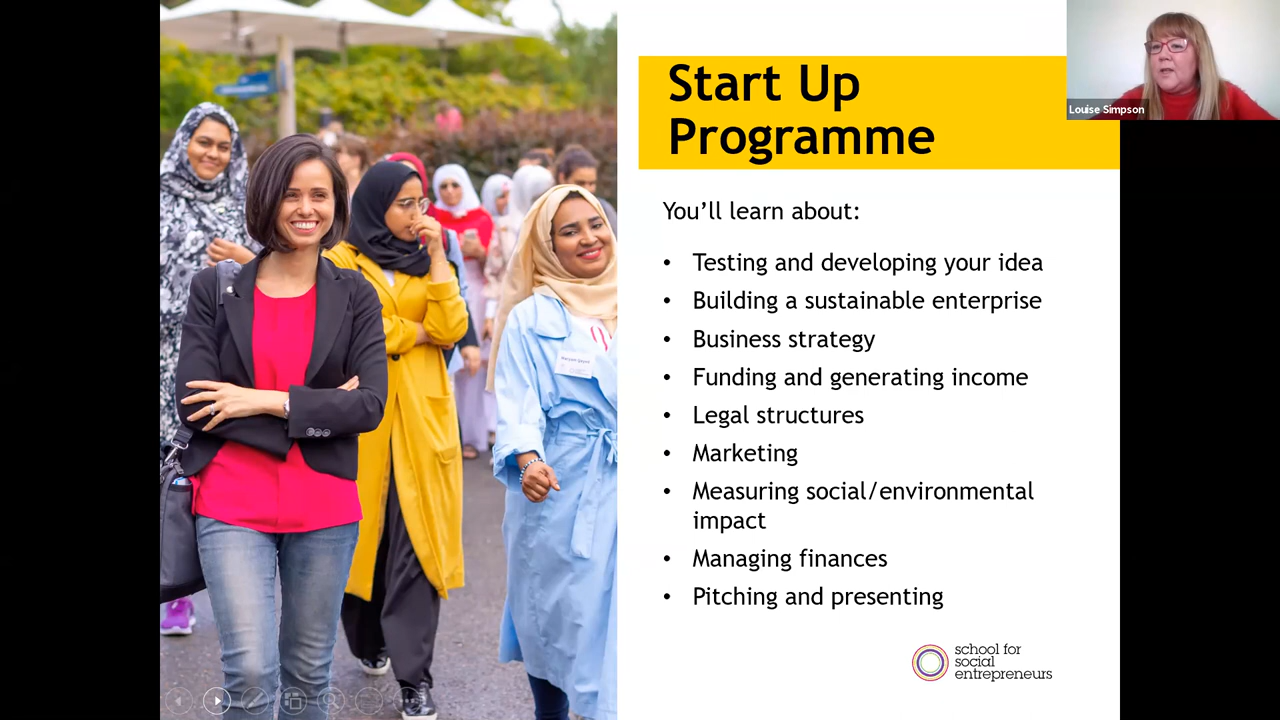 Start Up
Programme
Louise Simpson
You’ll learn about:
• Testing and developing your idea
• Building a sustainable enterprise
• Business strategy
• Funding and generating income
• Legal structures
• Marketing
• Measuring social/environmental
impact
• Managing finances
• Pitching and presenting
school for
social
entrepreneurs